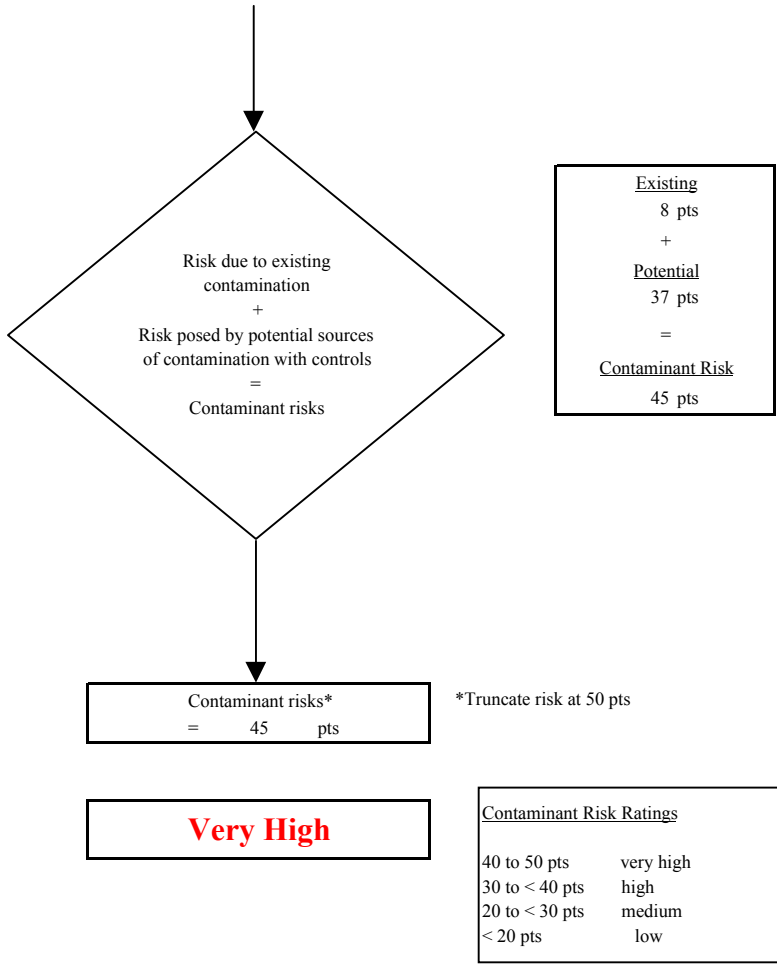 Risk due to existing
contamination
+
Risk posed by potential sources
of contamination with controls
=
Contaminant risks
Existing
8 pts
+
Potential
37 pts
=
Contaminant Risk
45 pts
Contaminant risks*
= 45 pts
*Truncate risk at 50 pts
Very High
Contaminant Risk Ratings
40 to 50 pts very high
30 to < 40 pts high
20 to < 30 pts medium
< 20 pts low